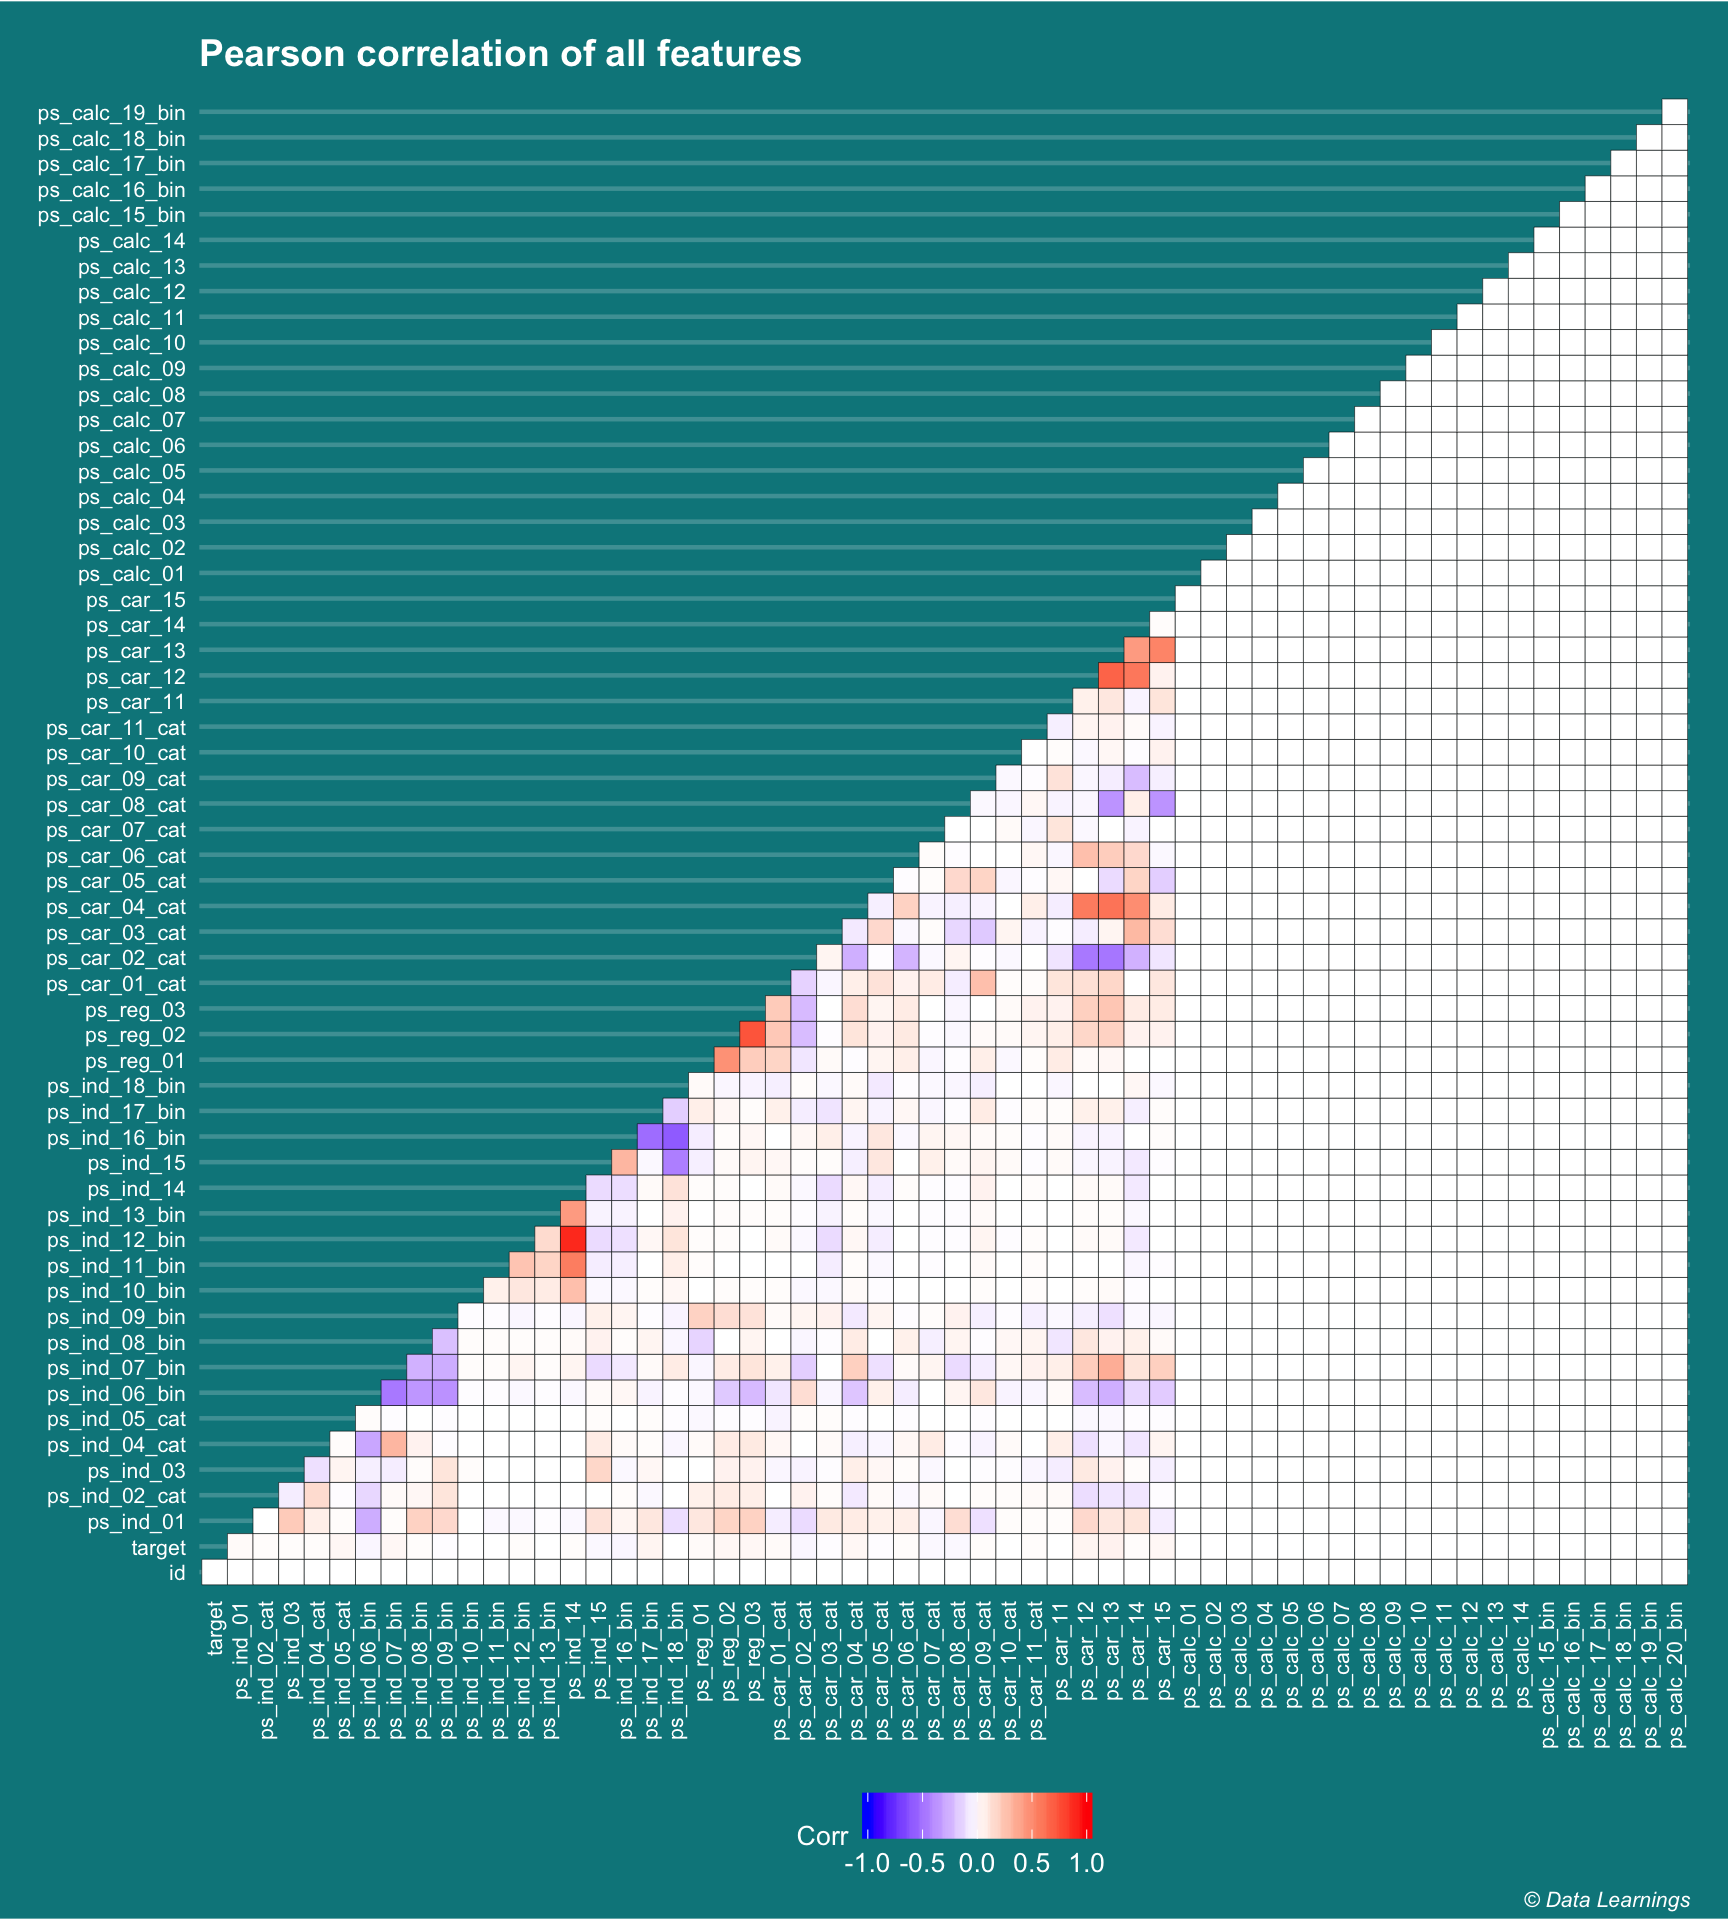 Pearson correlation of all features
ps_calc_19_bin
ps_calc_18_bin
ps_calc_17_bin
ps_calc_16_bin
ps_calc_15_bin
ps_calc_14
ps_calc_13
ps_calc_12
ps_calc_11
ps_calc_10
ps_calc_09
ps_calc_08
ps_calc_07
ps_calc_06
ps_calc_05
ps_calc_04
ps_calc_03
ps_calc_02
ps_calc_01
ps_car_15
ps_car_14
ps_car_13
ps_car_12
ps_car_11
ps_car_11_cat
ps_car_10_cat
ps_car_09_cat
ps_car_08_cat
ps_car_07_cat
ps_car_06_cat
ps_car_05_cat
ps_car_04_cat
ps_car_03_cat
ps_car_02_cat
ps_car_01_cat
ps_reg_03
ps_reg_02
ps_reg_01
ps_ind_18_bin
ps_ind_17_bin
ps_ind_16_bin
ps_ind_15
ps_ind_14
ps_ind_13_bin
ps_ind_12_bin
ps_ind_11_bin
ps_ind_10_bin
ps_ind_09_bin
ps_ind_08_bin
ps_ind_07_bin
ps_ind_06_bin
ps_ind_05_cat
ps_ind_04_cat
ps_ind_03
ps_ind_02_cat
ps_ind_01
target
id
target
ps_ind_01
ps_ind_02_cat
ps_ind_03
ps_ind_04_cat
ps_ind_05_cat
ps_ind_06_bin
ps_ind_07_bin
ps_ind_08_bin
ps_ind_09_bin
ps_ind_10_bin
ps_ind_11_bin
ps_ind_12_bin
ps_ind_13_bin
ps_ind_14
ps_ind_15
ps_ind_16_bin
ps_ind_17_bin
ps_ind_18_bin
ps_reg_01
ps_reg_02
ps_reg_03
ps_car_01_cat
ps_car_02_cat
ps_car_03_cat
ps_car_04_cat
ps_car_05_cat
ps_car_06_cat
ps_car_07_cat
ps_car_08_cat
ps_car_09_cat
ps_car_10_cat
ps_car_11_cat
ps_car_11
ps_car_12
ps_car_13
ps_car_14
ps_car_15
ps_calc_01
ps_calc_02
ps_calc_03
ps_calc_04
ps_calc_05
ps_calc_06
ps_calc_07
ps_calc_08
ps_calc_09
ps_calc_10
ps_calc_11
ps_calc_12
ps_calc_13
ps_calc_14
ps_calc_15_bin
ps_calc_16_bin
ps_calc_17_bin
ps_calc_18_bin
ps_calc_19_bin
ps_calc_20_bin
Corr
-1.0 -0.5 0.0 0.5 1.0
© Data Learnings